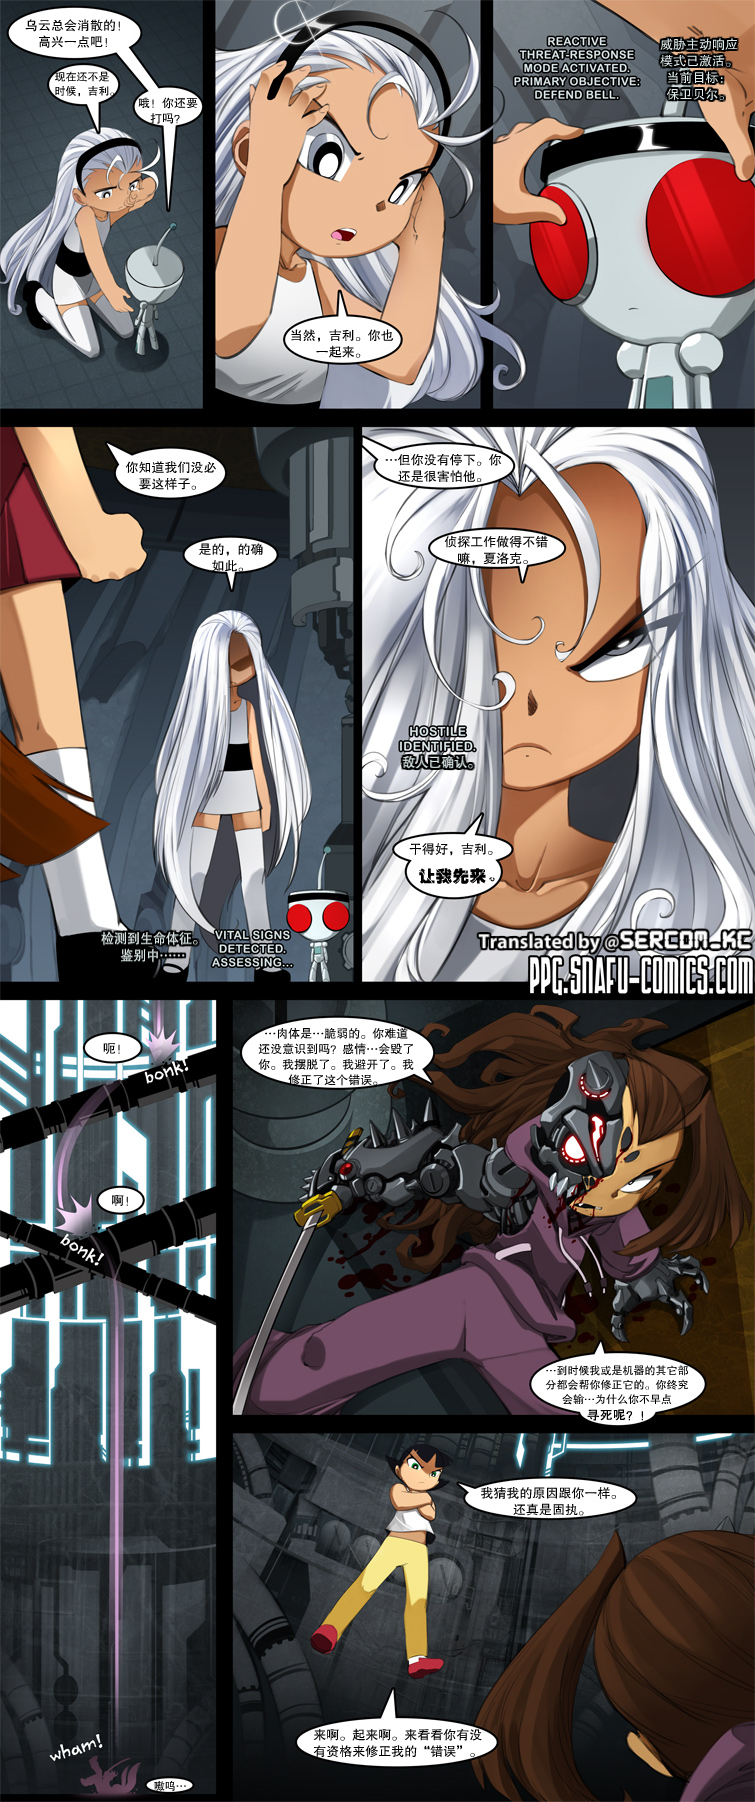 乌云总会消散的！
高兴一点吧！
现在还不是
时候，吉利。
哦！你还要
打吗？
当然，吉利。你也
一起来。
REACTIVE
THREAT-RESPONSE
MODE ACTIVATED.
PRIMARY OBJECTIVE:
DEFEND BELL.
威胁主动响应
模式已激活。
当前目标：
保卫贝尔。
你知道我们没必
要这样子。
是的，的确
如此。
检测到生命体征。
鉴别中……
VITAL SIGNS
DETECTED.
ASSESSING...
…但你没有停下。你
还是很害怕他。
侦探工作做得不错
嘛，夏洛克。
HOSTILE
IDENTIFIED.
敌人已确认。
干得好，吉利。
让我先来。
Translated by @SERCOM_KC
PPG.SNAFU-COMICS.COM
呃！
bonk!
啊！
bonk!
wham!
嗷呜…
…肉体是…脆弱的。你难道
还没意识到吗？感情…会毁了
你。我摆脱了。我避开了。我
修正了这个错误。
…到时候我或是机器的其它部
分都会帮你修正它的。你终究
会输…为什么你不早点
寻死呢？！
我猜我的原因跟你一样。
还真是固执。
来啊。起来啊。来看看你有没
有资格来修正我的“错误”。